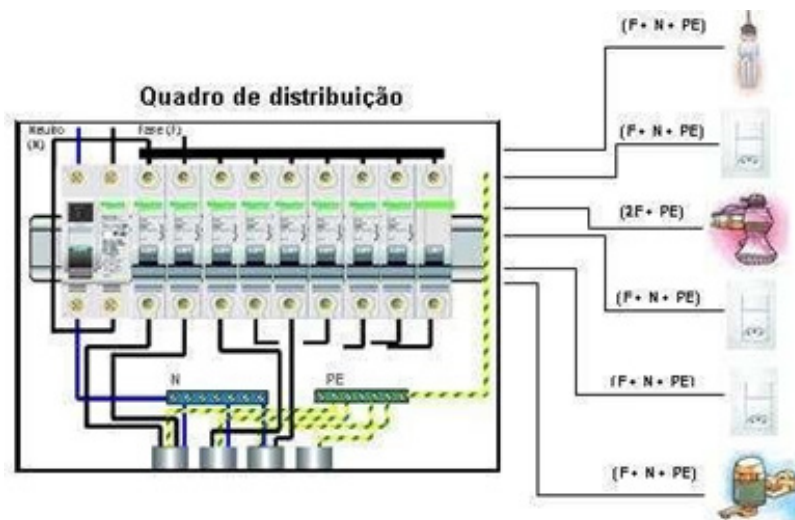 Quadro de distribuição
Neutro
(N)
Fase (F)
(F+ N + PE)
(F+ N + PE)
(2F+ PE)
(F+ N + PE)
(F+ N + PE)
(F+ N + PE)
N
PE